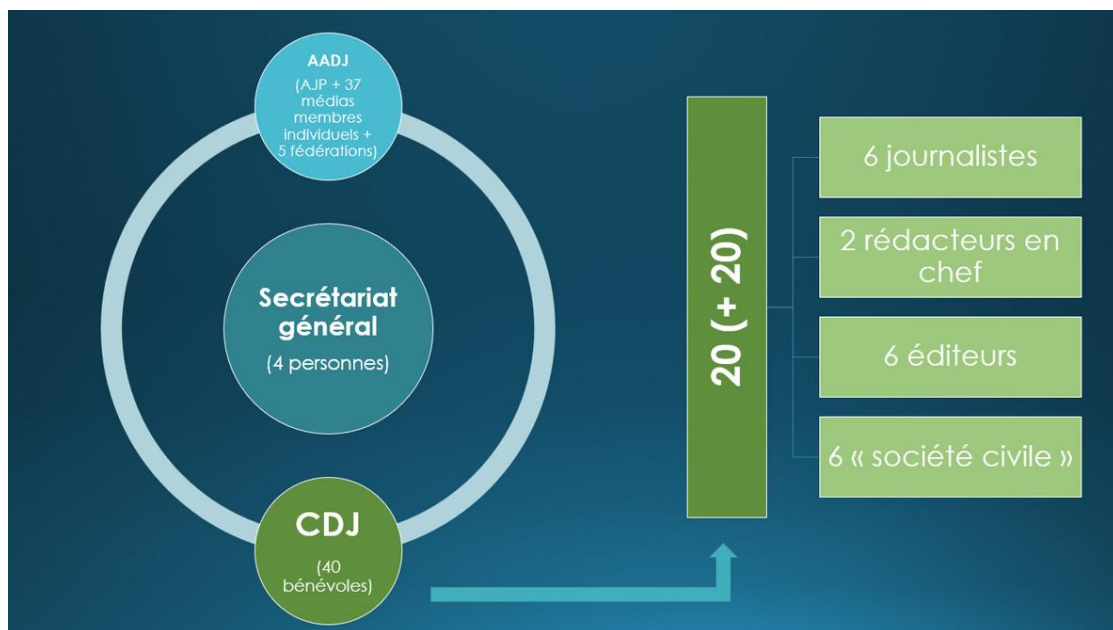 AADJ
(AJP + 37
médias
membres
individuels +
5 fédérations)
Secrétariat
général
(4 personnes)
CDJ
(40
bénévoles)
20 (+ 20)
6 journalistes
2 rédacteurs en
chef
6 éditeurs
6 « société civile »